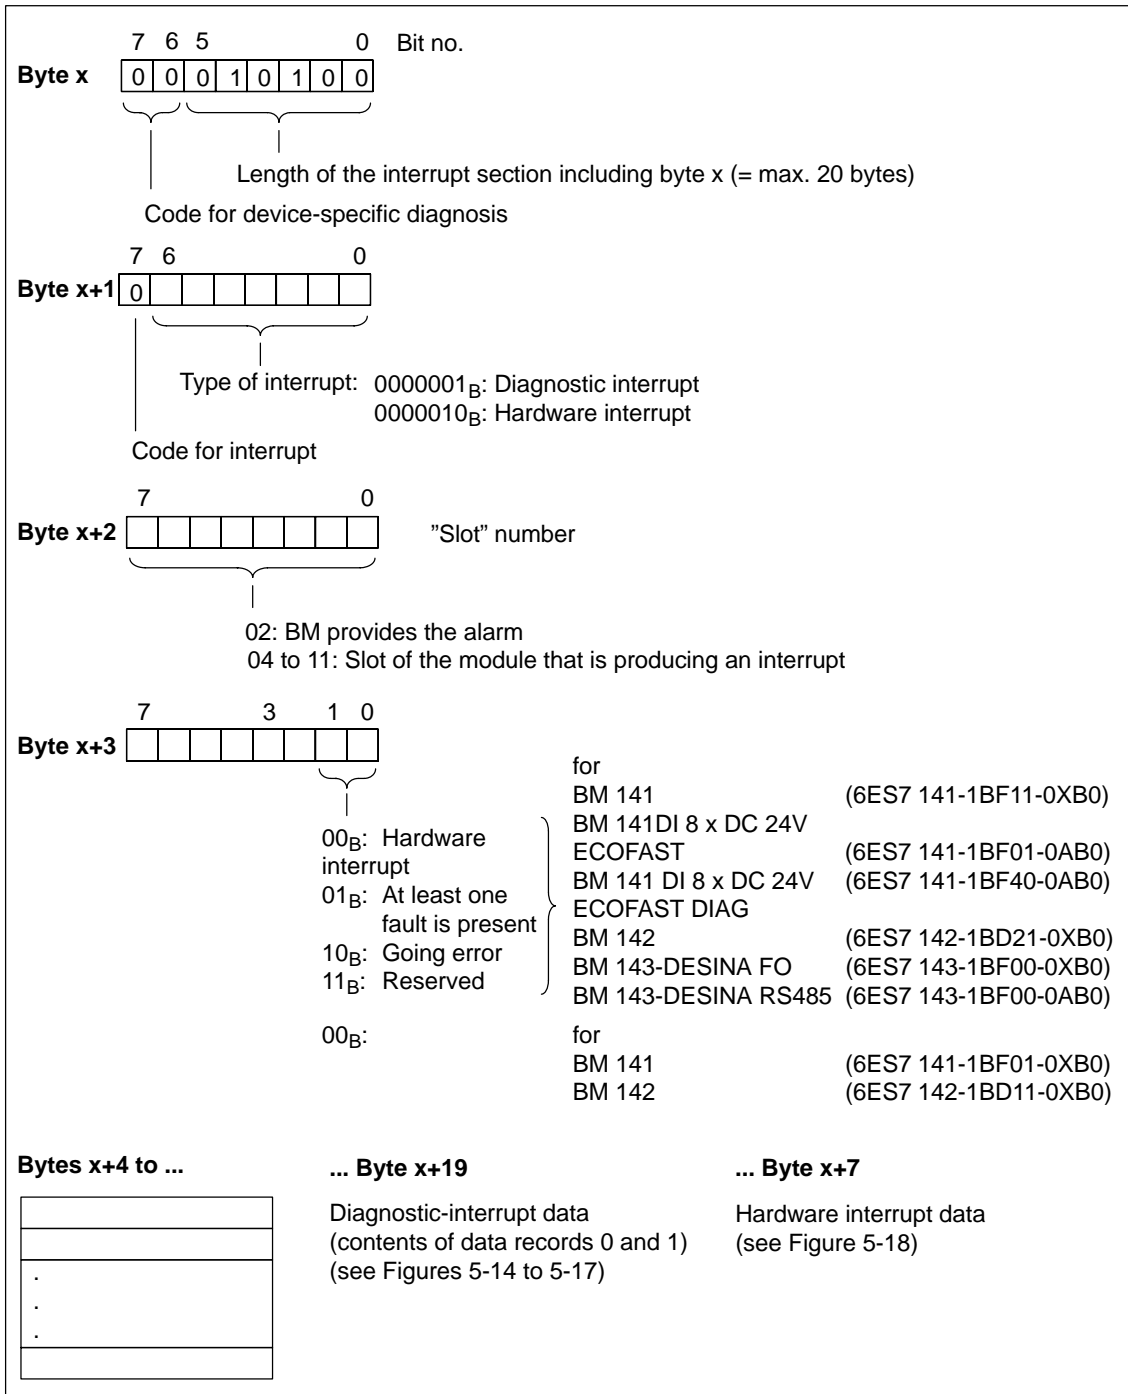 7 6 5 0 Bit no.
Byte x 0 0 0 1 0 1 0 0
Length of the interrupt section including byte x (= max. 20 bytes)
Code for device-specific diagnosis
7 6 0
Byte x+1 0
Type of interrupt: 0000001B: Diagnostic interrupt
0000010B: Hardware interrupt
Code for interrupt
7 0
Byte x+2 ”Slot” number
02: BM provides the alarm
04 to 11: Slot of the module that is producing an interrupt
7 3 1 0
Byte x+3
00B: Hardware
interrupt
01B: At least one
fault is present
10B: Going error
11B: Reserved
for
BM 141 (6ES7 141-1BF11-0XB0)
BM 141DI 8 x DC 24V
ECOFAST (6ES7 141-1BF01-0AB0)
BM 141 DI 8 x DC 24V (6ES7 141-1BF40-0AB0)
ECOFAST DIAG
BM 142 (6ES7 142-1BD21-0XB0)
BM 143-DESINA FO (6ES7 143-1BF00-0XB0)
BM 143-DESINA RS485 (6ES7 143-1BF00-0AB0)
00B: for
BM 141 (6ES7 141-1BF01-0XB0)
BM 142 (6ES7 142-1BD11-0XB0)
Bytes x+4 to ... ... Byte x+19 ... Byte x+7
Diagnostic-interrupt data
(contents of data records 0 and 1)
(see Figures 5-14 to 5-17)
Hardware interrupt data
(see Figure 5-18)
.
.
.